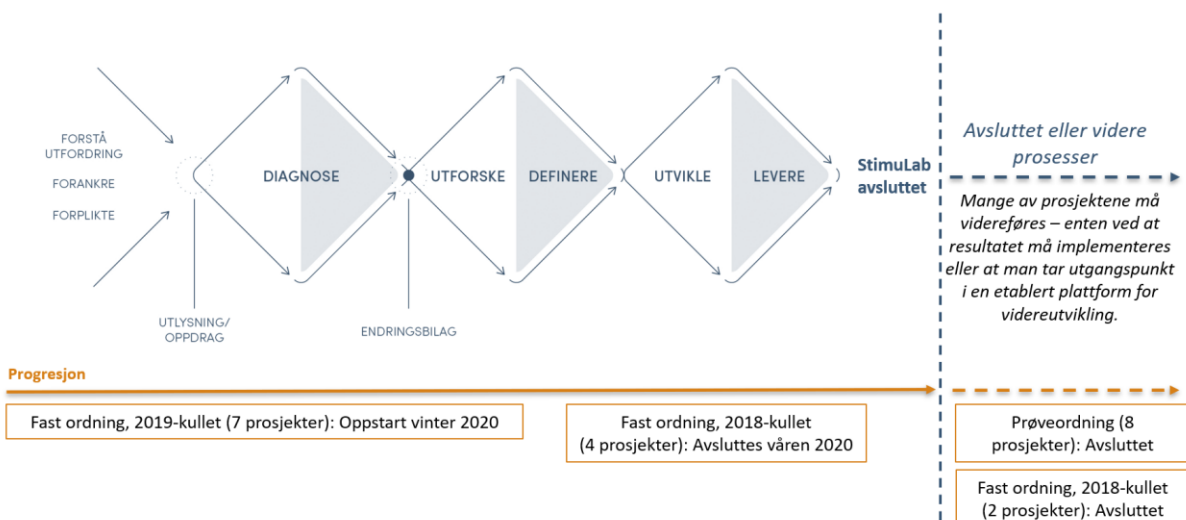 FORSTÅ
UTFORDRING
FORANKRE
FORPLIKTE
DIAGNOSE
UTFORSKE
DEFINERE
UTVIKLE
LEVERE
StimuLab
avsluttet
UTLYSNING/
OPPDRAG
ENDRINGSBILAG
Avsluttet eller videre
prosesser
Mange av prosjektene må
videreføres – enten ved at
resultatet må implementeres
eller at man tar utgangspunkt
i en etablert plattform for
videreutvikling.
Progresjon
Fast ordning, 2019-kullet (7 prosjekter): Oppstart vinter 2020
Fast ordning, 2018-kullet
(4 prosjekter): Avsluttes våren 2020
Prøveordning (8
prosjekter): Avsluttet
Fast ordning, 2018-kullet
(2 prosjekter): Avsluttet